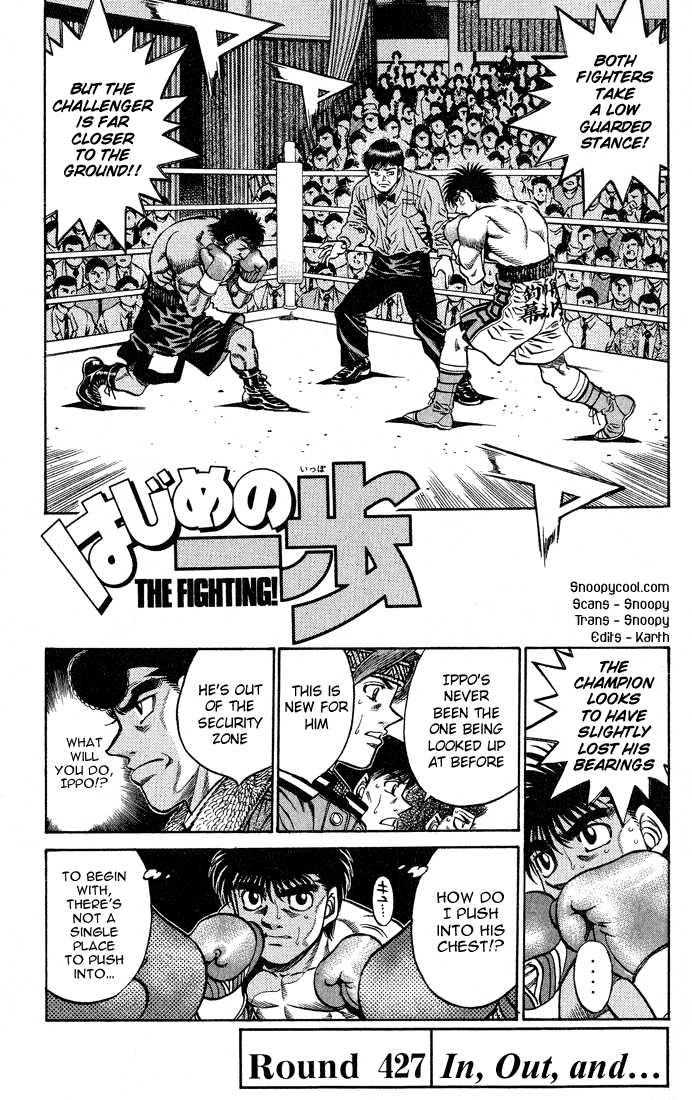 BOTH
FIGHTERS
TAKE
A LOW
GUARDED
STANCE!
BUT THE
CHALLENGER
IS FAR
CLOSER
TO THE
GROUND!!
いっぽ
はじめの一歩
THE FIGHTING!
Snoopycool.com
Scans - Snoopy
Trans - Snoopy
Edits - Karth
THE
CHAMPION
LOOKS
TO HAVE
SLIGHTLY
LOST HIS
BEARINGS
....
IPPO'S
NEVER
BEEN THE
ONE BEING
LOOKED UP
AT BEFORE
THIS IS
NEW FOR
HIM
HE'S OUT
OF THE
SECURITY
ZONE
WHAT
WILL
YOU DO,
IPPO!?
HOW DO
I PUSH
INTO HIS
CHEST!?
TO BEGIN
WITH,
THERE'S
NOT A
SINGLE
PLACE
TO PUSH
INTO...
Round 427
In, Out, and...